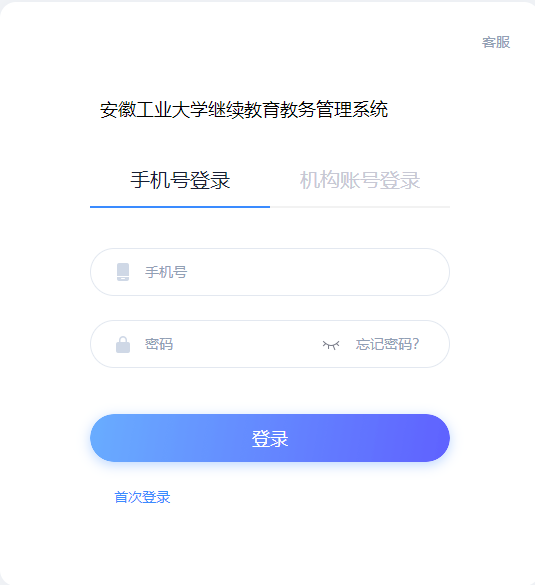 客服
安徽工业大学继续教育教务管理系统
手机号登录 机构账号登录
手机号
密码 忘记密码?
登录
首次登录